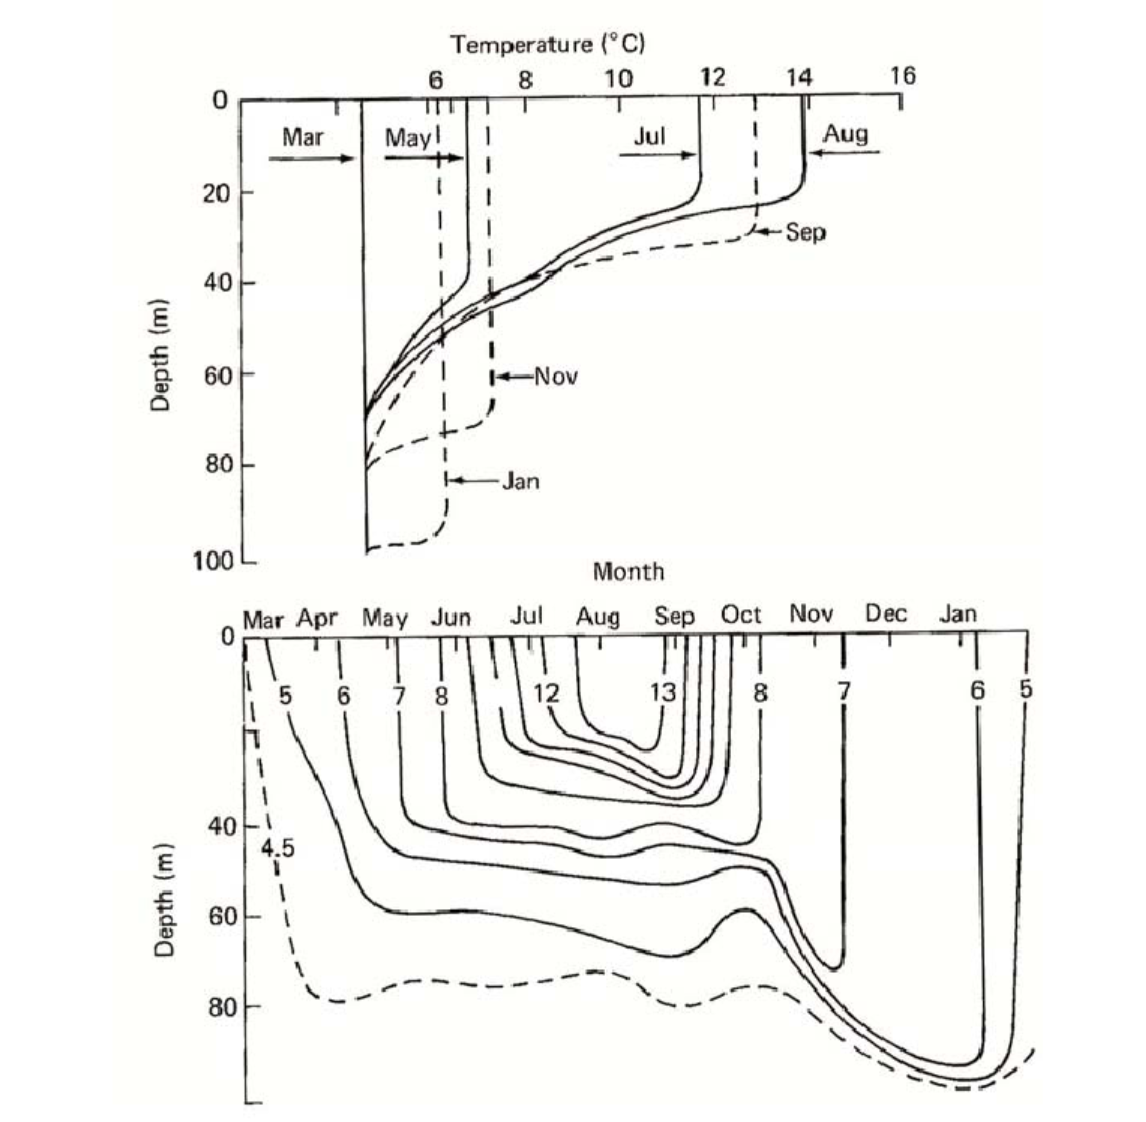 Temperature (°C)
6 8 10 12 14 16
0
Mar May Jul Aug
20
Sep
40
Depth (m)
60
Nov
80
Jan
100
Month
Mar Apr May Jun Jul Aug Sep Oct Nov Dec Jan
0
5 6 7 8 12 13 8 7 6 5
40
4.5
Depth (m)
60
80